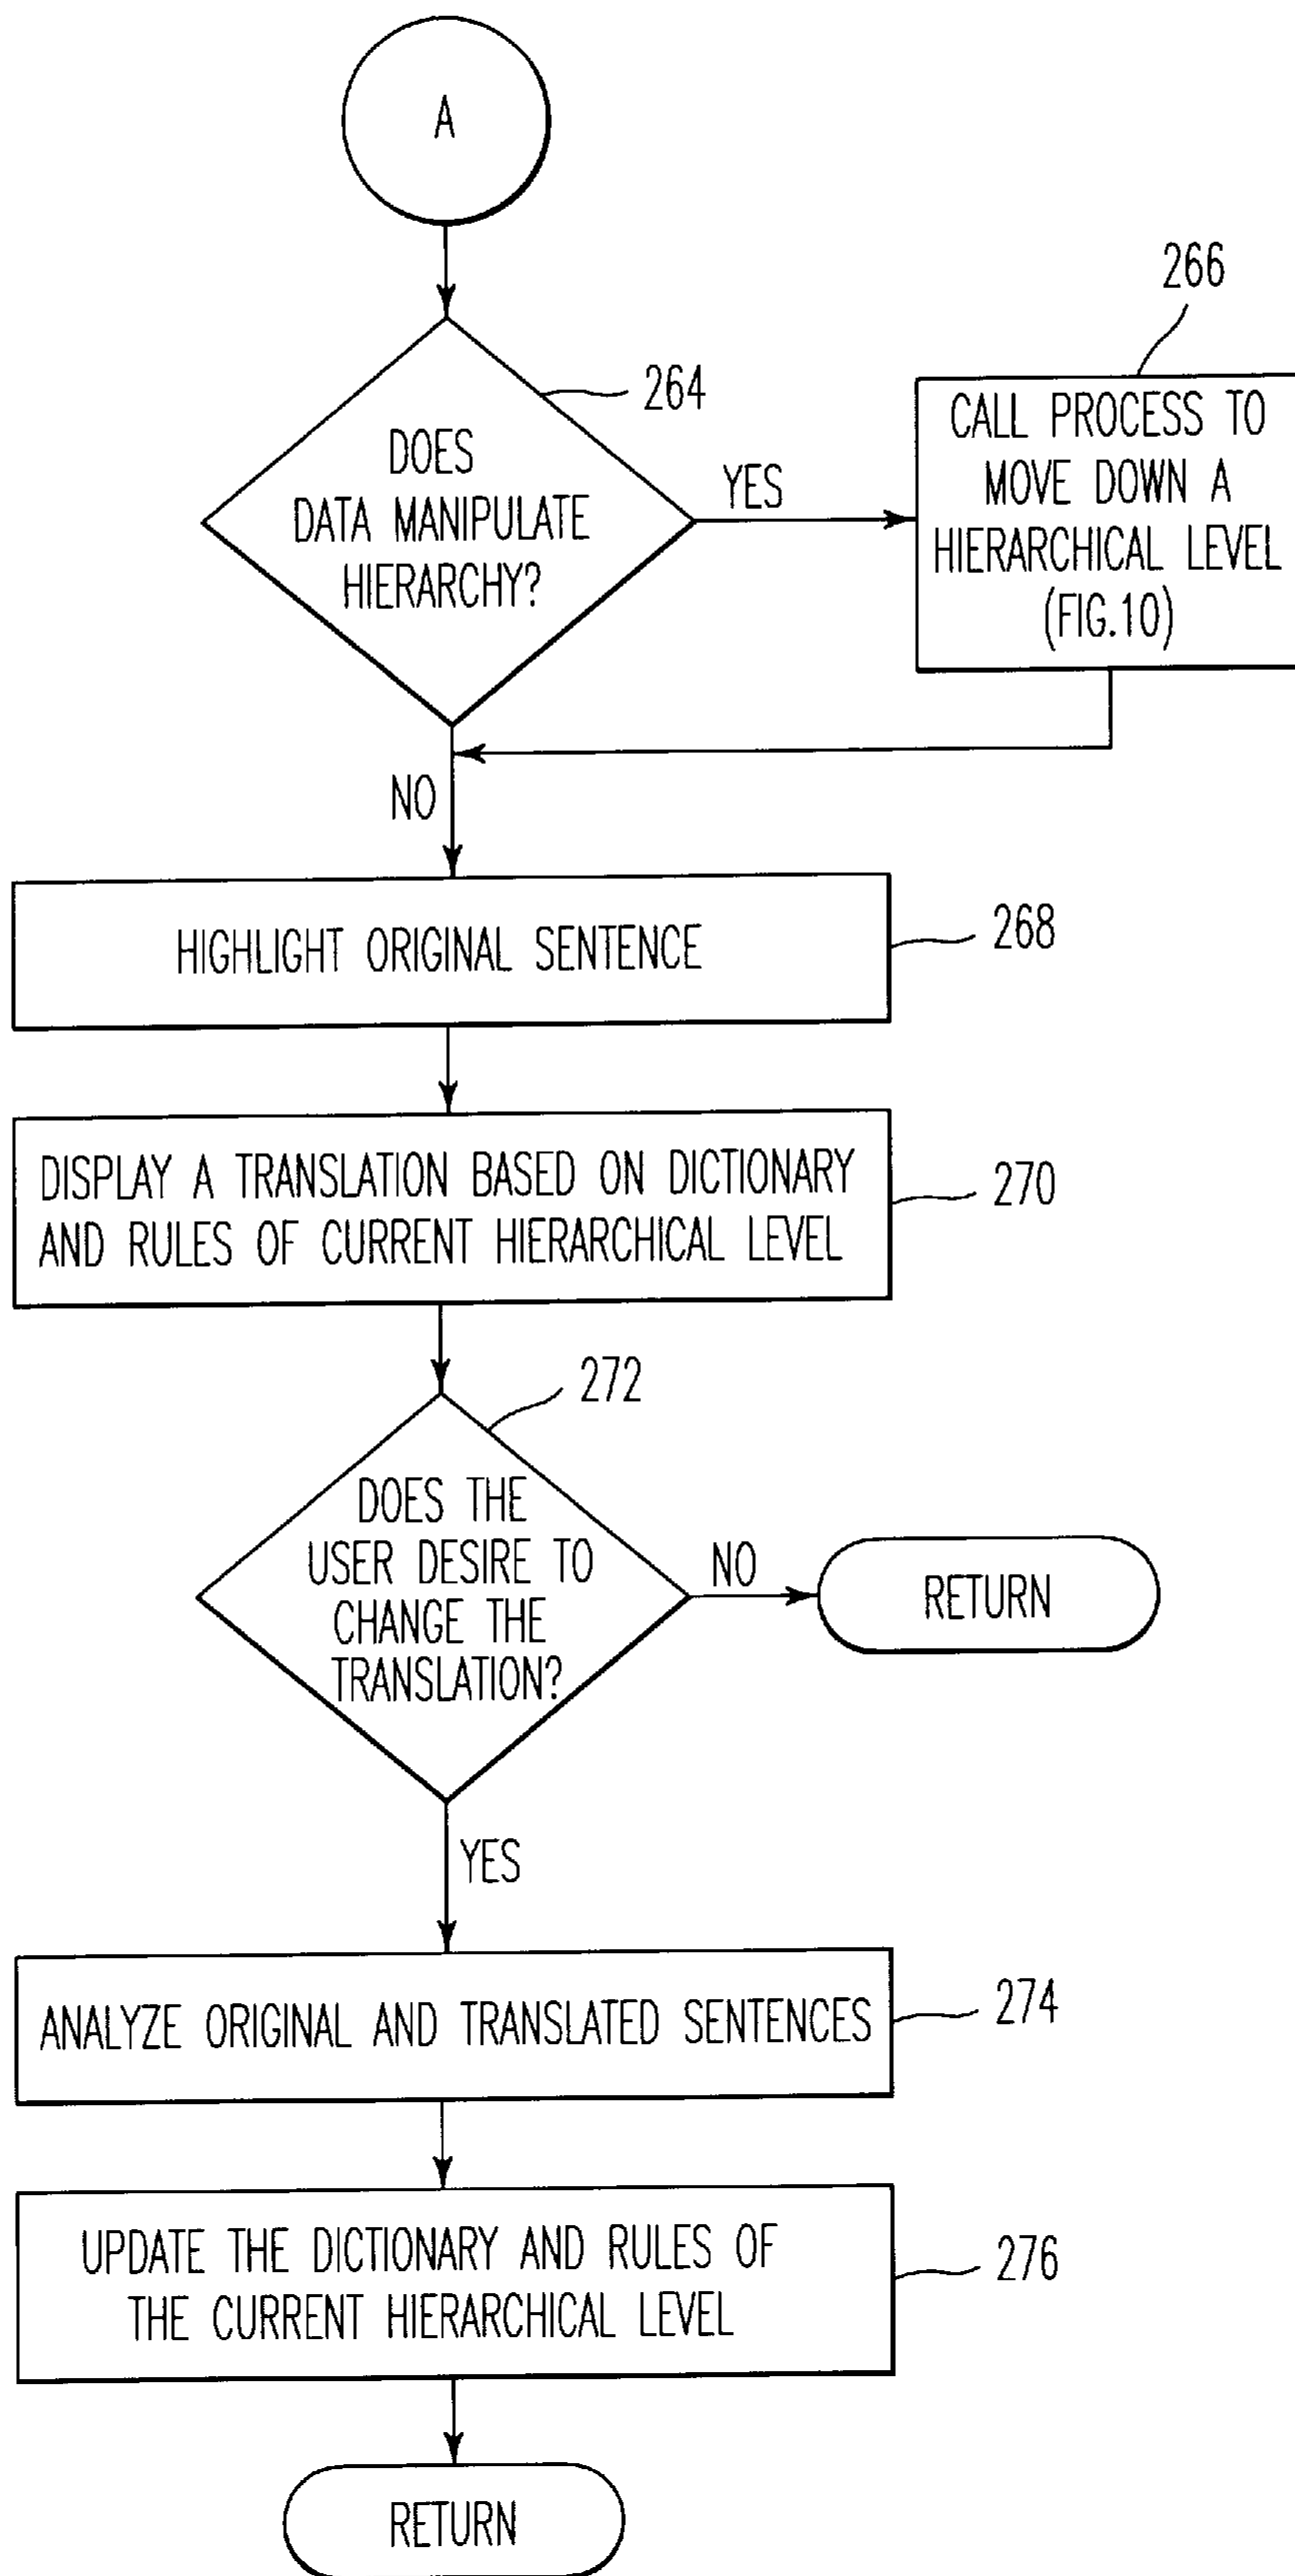 A
266
264
CALL PROCESS TO
MOVE DOWN A
HIERARCHICAL LEVEL
(FIG.10)
DOES
DATA MANIPULATE
HIERARCHY?
YES
NO
HIGHLIGHT ORIGINAL SENTENCE
268
DISPLAY A TRANSLATION BASED ON DICTIONARY
AND RULES OF CURRENT HIERARCHICAL LEVEL
270
272
DOES THE
USER DESIRE TO
CHANGE THE
TRANSLATION?
NO
RETURN
YES
ANALYZE ORIGINAL AND TRANSLATED SENTENCES
274
UPDATE THE DICTIONARY AND RULES OF
THE CURRENT HIERARCHICAL LEVEL
276
RETURN